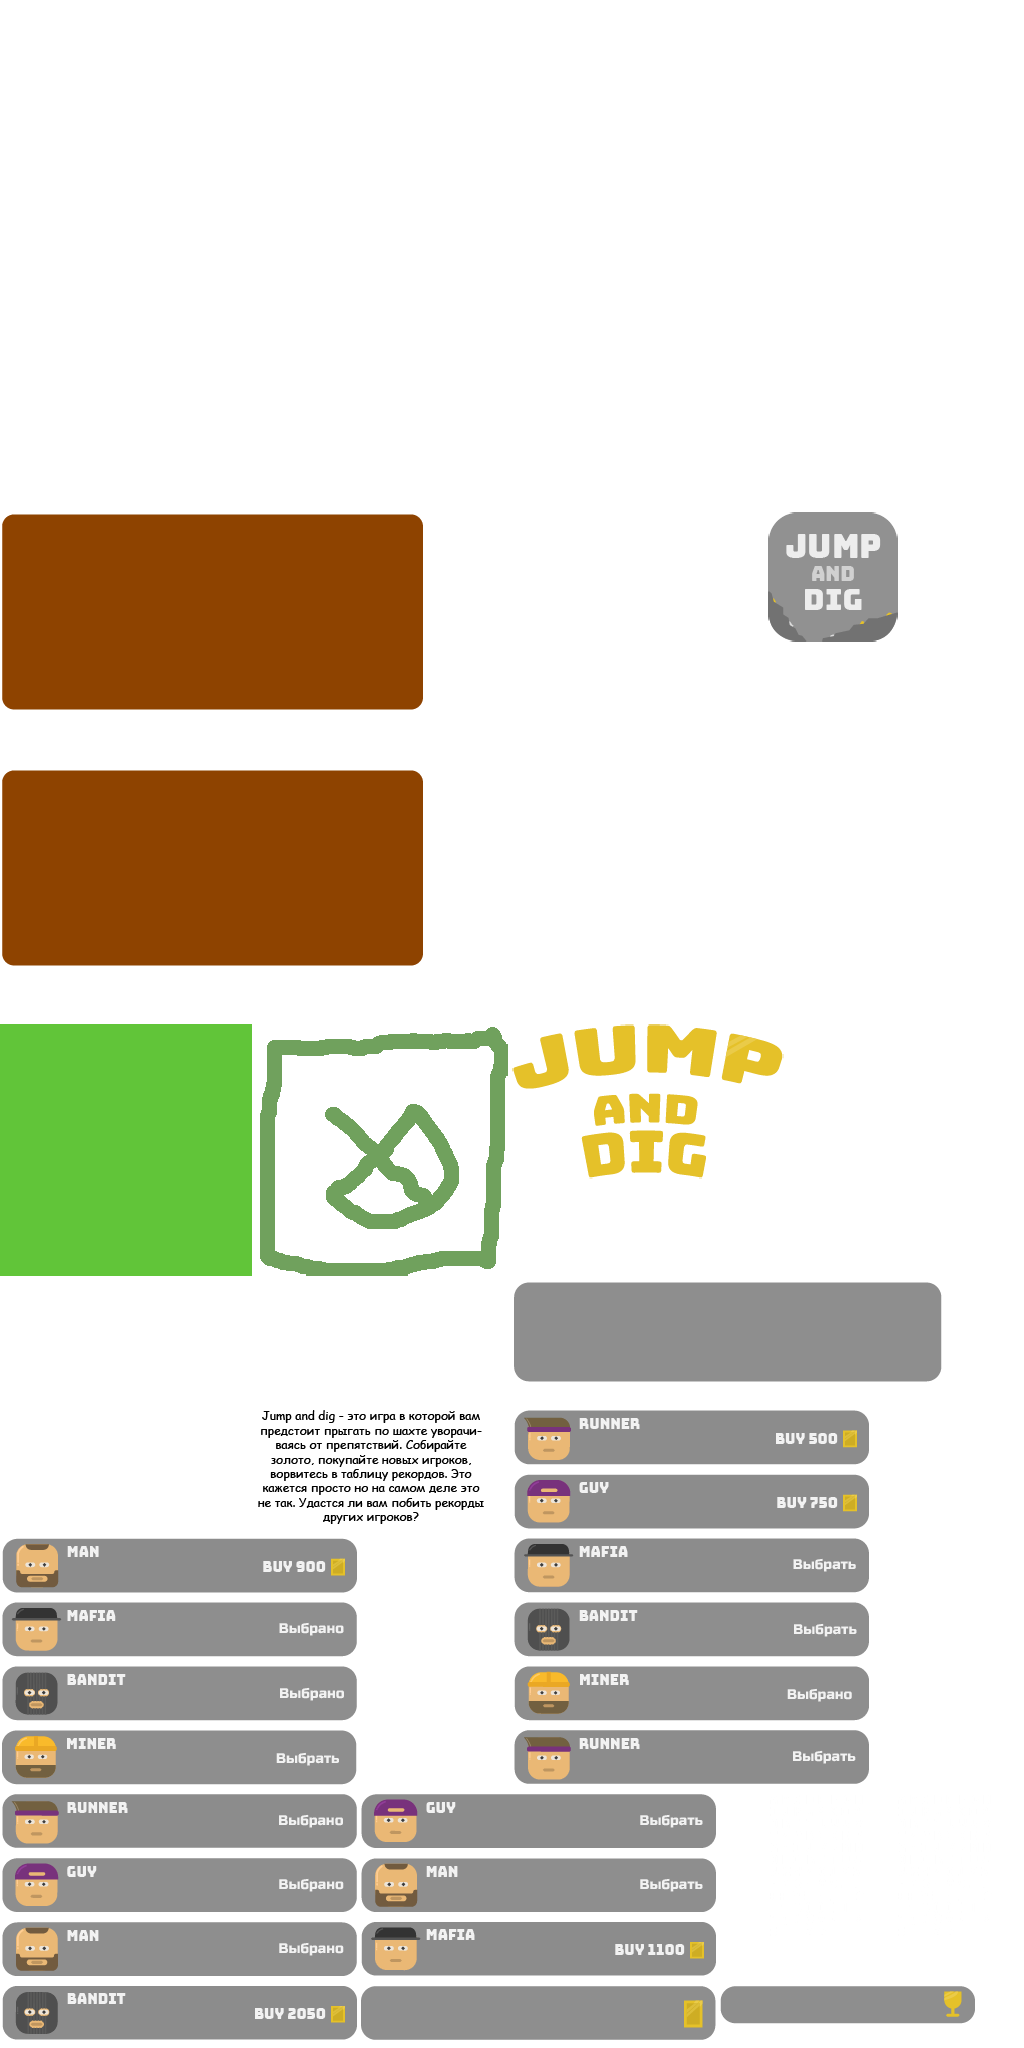 JUMP
AND
DIG
JUMP
AND
DIG
Jump and dig - это игра в которой вам
предстоит прыгать по шахте уворачи-
ваясь от препятствий. Собирайте
золото, покупайте новых игроков,
ворвитесь в таблицу рекордов. Это
кажется просто но на самом деле это
не так. Удастся ли вам побить рекорды
других игроков?
RUNNER
BUY 500
GUY
BUY 750
MAN
BUY 900
MAFIA
Выбрать
MAFIA
Выбрано
BANDIT
Выбрать
BANDIT
Выбрано
MINER
Выбрано
MINER
Выбрать
RUNNER
Выбрать
RUNNER
Выбрано
GUY
Выбрать
GUY
Выбрано
MAN
Выбрать
MAN
Выбрано
MAFIA
BUY 1100
BANDIT
BUY 2050